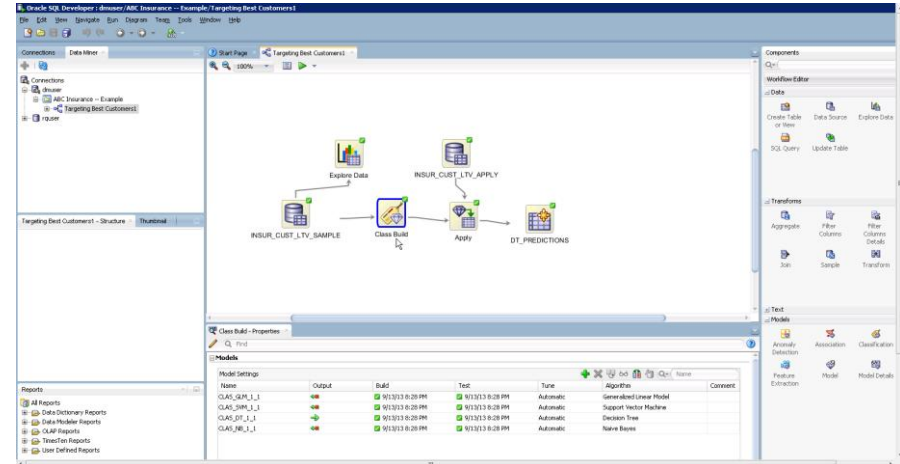 Oracle SQL Developer : dmuser/ABC Insurance -- Example/Targeting Best Customers1
File Edit View Navigate Run Diagram Team Tools Window Help
Connections Data Miner
Connections
dmuser
ABC Insurance -- Example
Targeting Best Customers1
rquser
Targeting Best Customers1 - Structure Thumbnail
Reports
All Reports
Data Dictionary Reports
Data Modeler Reports
OLAP Reports
TimesTen Reports
User Defined Reports
Start Page Targeting Best Customers1
100%
Explore Data
INSUR_CUST_LTV_APPLY
INSUR_CUST_LTV_SAMPLE
Class Build
Apply
DT_PREDICTIONS
Class Build - Properties
Find
Models
Model Settings
Name
Name Output Build Test Tune Algorithm Comment
CLAS_GLM_1_1 9/13/13 8:28 PM 9/13/13 8:28 PM Automatic Generalized Linear Model
CLAS_SVM_1_1 9/13/13 8:28 PM 9/13/13 8:28 PM Automatic Support Vector Machine
CLAS_DT_1_1 9/13/13 8:28 PM 9/13/13 8:28 PM Automatic Decision Tree
CLAS_NB_1_1 9/13/13 8:28 PM 9/13/13 8:28 PM Automatic Naive Bayes
Components
Workflow Editor
Data
Create Table or View
Data Source
Explore Data
SQL Query
Update Table
Transforms
Aggregate
Filter Columns
Filter Columns Details
Join
Sample
Transform
Text
Models
Anomaly Detection
Association
Classification
Feature Extraction
Model
Model Details